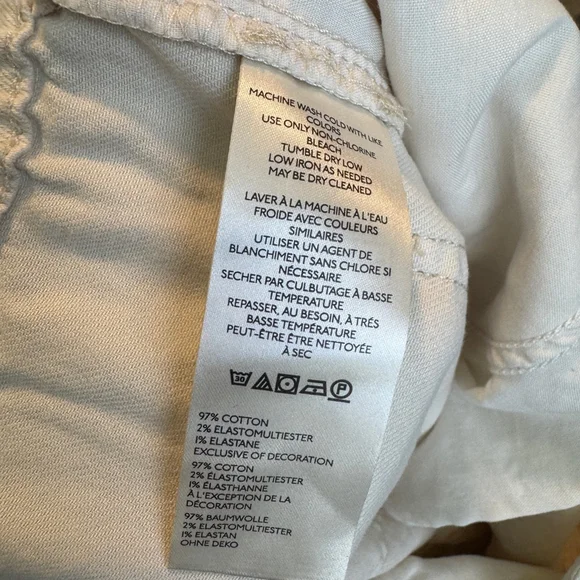 MACHINE WASH COLD WITH LIKE
COLORS
USE ONLY NON-CHLORINE
BLEACH
TUMBLE DRY LOW
LOW IRON AS NEEDED
MAY BE DRY CLEANED
LAVER À LA MACHINE À L'EAU
FROIDE AVEC COULEURS
SIMILAIRES
UTILISER UN AGENT DE
BLANCHIMENT SANS CHLORE SI
NÉCESSAIRE
SECHER PAR CULBUTAGE À BASSE
TEMPERATURE
REPASSER, AU BESOIN, À TRÉS
BASSE TEMPÉRATURE
PEUT-ÊTRE ÊTRE NETTOYÉE
À SEC
30 P
97% COTTON
2% ELASTOMULTIESTER
1% ELASTANE
EXCLUSIVE OF DECORATION
97% COTON
2% ÉLASTOMULTIESTER
1% ÉLASTHANNE
À L'EXCEPTION DE LA
DÉCORATION
97% BAUMWOLLE
2% ELASTOMULTIESTER
1% ELASTAN
OHNE DEKO